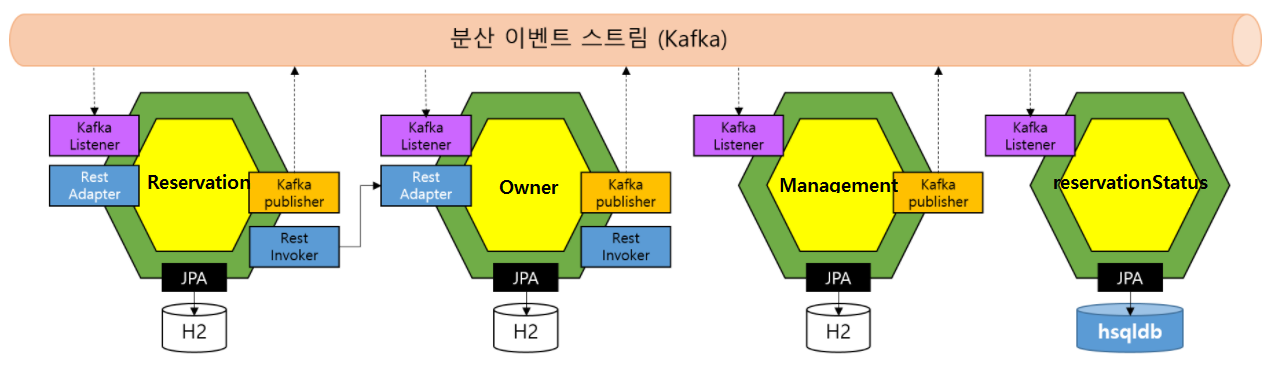 분산 이벤트 스트림 (Kafka)
Kafka
Listener
Rest
Adapter
Reservation
Kafka
publisher
Rest
Invoker
JPA
H2
Kafka
Listener
Rest
Adapter
Owner
Kafka
publisher
Rest
Invoker
JPA
H2
Kafka
Listener
Management
Kafka
publisher
JPA
H2
Kafka
Listener
reservationStatus
JPA
hsqldb